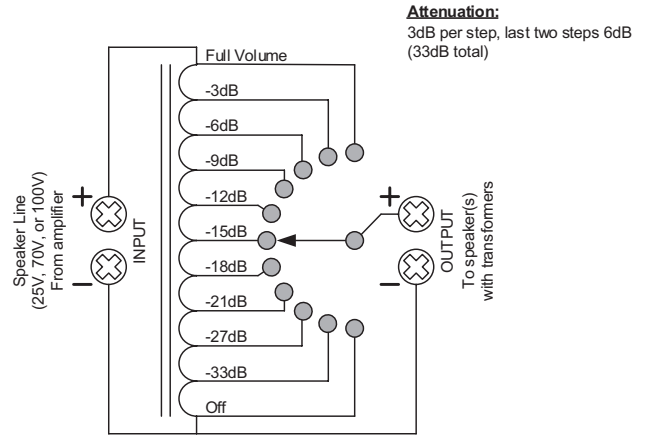 Attenuation:
3dB per step, last two steps 6dB
(33dB total)
Full Volume
-3dB
-6dB
-9dB
-12dB
-15dB
-18dB
-21dB
-27dB
-33dB
Off
Speaker Line
(25V, 70V, or 100V)
From amplifier
+
−
INPUT
+
−
OUTPUT
To speaker(s)
with transformers